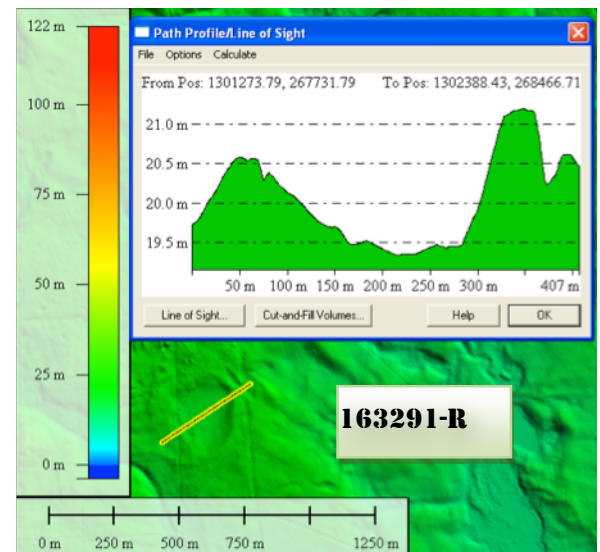 122 m
100 m
75 m
50 m
25 m
0 m
Path Profile/Line of Sight
File Options Calculate
From Pos: 1301273.79, 267731.79 To Pos: 1302388.43, 268466.71
21.0 m
20.5 m
20.0 m
19.5 m
50 m 100 m 150 m 200 m 250 m 300 m 407 m
Line of Sight... Cut-and-Fill Volumes... Help OK
163291-R
0 m 250 m 500 m 750 m 1250 m